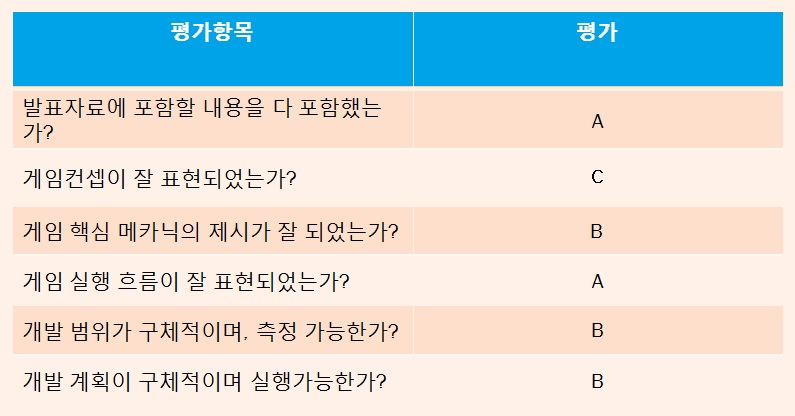 평가항목 평가
발표자료에 포함할 내용을 다 포함했는
가? A
게임컨셉이 잘 표현되었는가? C
게임 핵심 메카닉의 제시가 잘 되었는가? B
게임 실행 흐름이 잘 표현되었는가? A
개발 범위가 구체적이며, 측정 가능한가? B
개발 계획이 구체적이며 실행가능한가? B